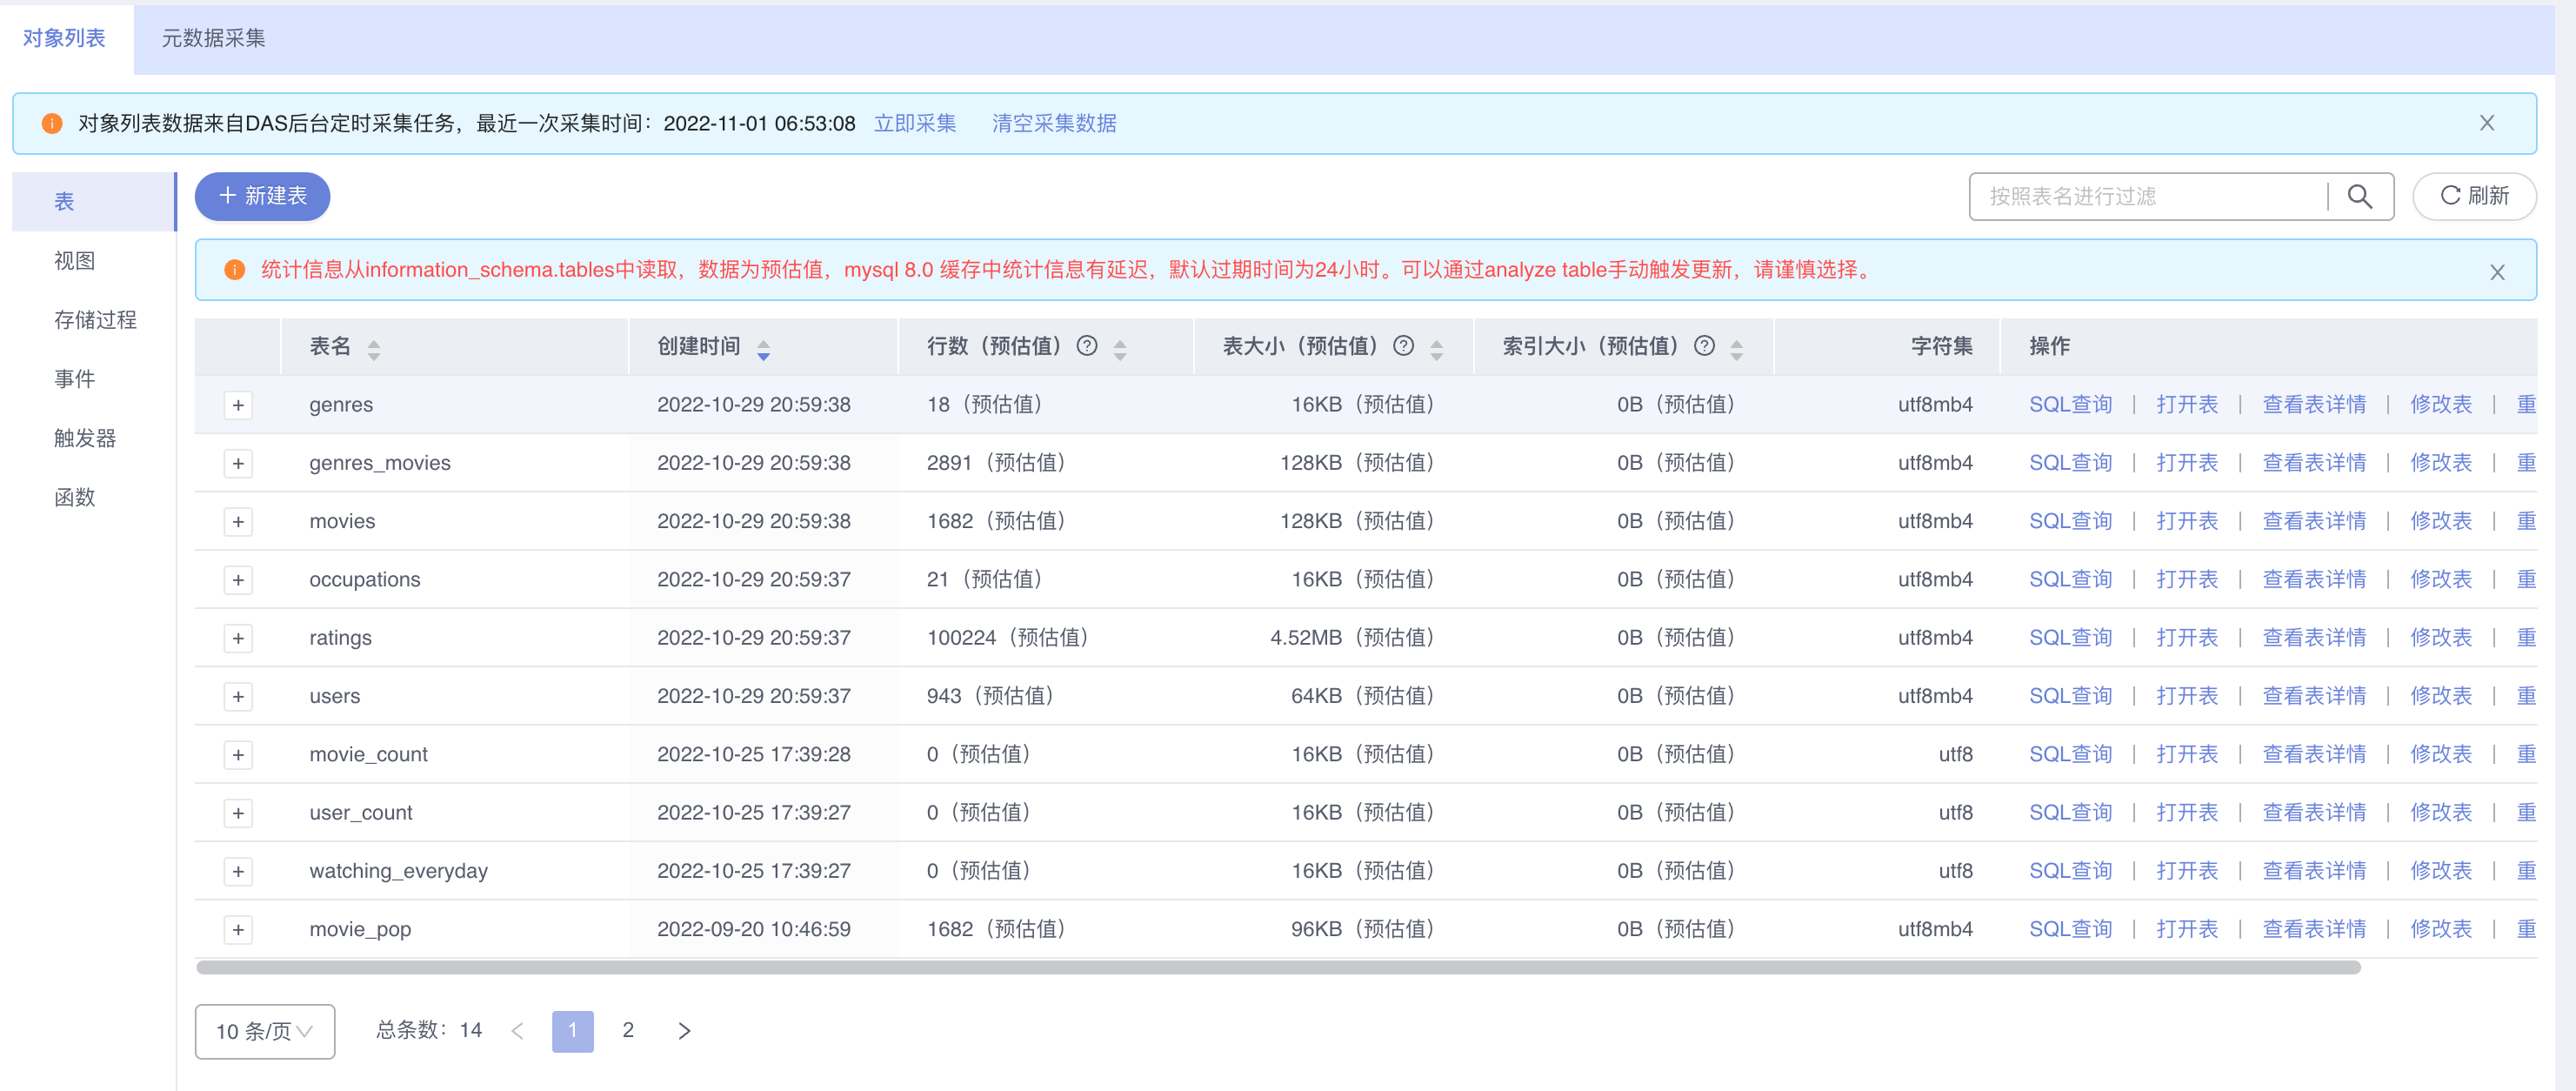 对象列表 元数据采集
对象列表数据来自DAS后台定时采集任务，最近一次采集时间：2022-11-01 06:53:08 立即采集 清空采集数据
表
视图
存储过程
事件
触发器
函数
新建表 按照表名进行过滤 刷新
统计信息从information_schema.tables中读取，数据为预估值，mysql 8.0 缓存中统计信息有延迟，默认过期时间为24小时。可以通过analyze table手动触发更新，请谨慎选择。
表名 创建时间 行数（预估值） 表大小（预估值） 索引大小（预估值） 字符集 操作
genres 2022-10-29 20:59:38 18（预估值） 16KB（预估值） 0B（预估值） utf8mb4 SQL查询 | 打开表 | 查看表详情 | 修改表 | 重
genres_movies 2022-10-29 20:59:38 2891（预估值） 128KB（预估值） 0B（预估值） utf8mb4 SQL查询 | 打开表 | 查看表详情 | 修改表 | 重
movies 2022-10-29 20:59:38 1682（预估值） 128KB（预估值） 0B（预估值） utf8mb4 SQL查询 | 打开表 | 查看表详情 | 修改表 | 重
occupations 2022-10-29 20:59:37 21（预估值） 16KB（预估值） 0B（预估值） utf8mb4 SQL查询 | 打开表 | 查看表详情 | 修改表 | 重
ratings 2022-10-29 20:59:37 100224（预估值） 4.52MB（预估值） 0B（预估值） utf8mb4 SQL查询 | 打开表 | 查看表详情 | 修改表 | 重
users 2022-10-29 20:59:37 943（预估值） 64KB（预估值） 0B（预估值） utf8mb4 SQL查询 | 打开表 | 查看表详情 | 修改表 | 重
movie_count 2022-10-25 17:39:28 0（预估值） 16KB（预估值） 0B（预估值） utf8 SQL查询 | 打开表 | 查看表详情 | 修改表 | 重
user_count 2022-10-25 17:39:27 0（预估值） 16KB（预估值） 0B（预估值） utf8 SQL查询 | 打开表 | 查看表详情 | 修改表 | 重
watching_everyday 2022-10-25 17:39:27 0（预估值） 16KB（预估值） 0B（预估值） utf8 SQL查询 | 打开表 | 查看表详情 | 修改表 | 重
movie_pop 2022-09-20 10:46:59 1682（预估值） 96KB（预估值） 0B（预估值） utf8mb4 SQL查询 | 打开表 | 查看表详情 | 修改表 | 重
10 条/页 总条数：14 < 1 2 >